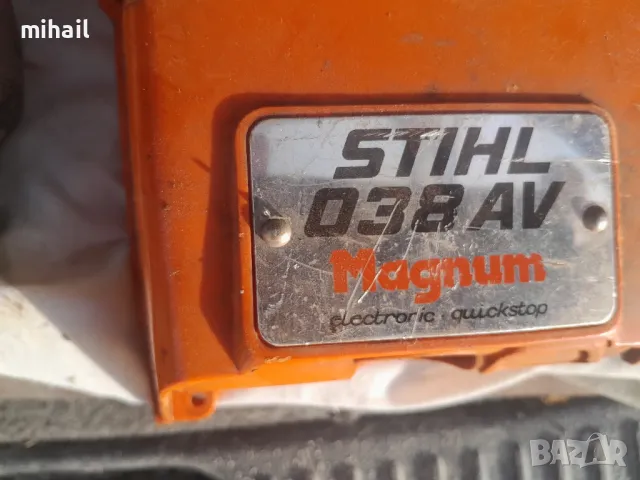 mihail
STIHL
038 AV
Magnum
electronic quickstop
BAZAR